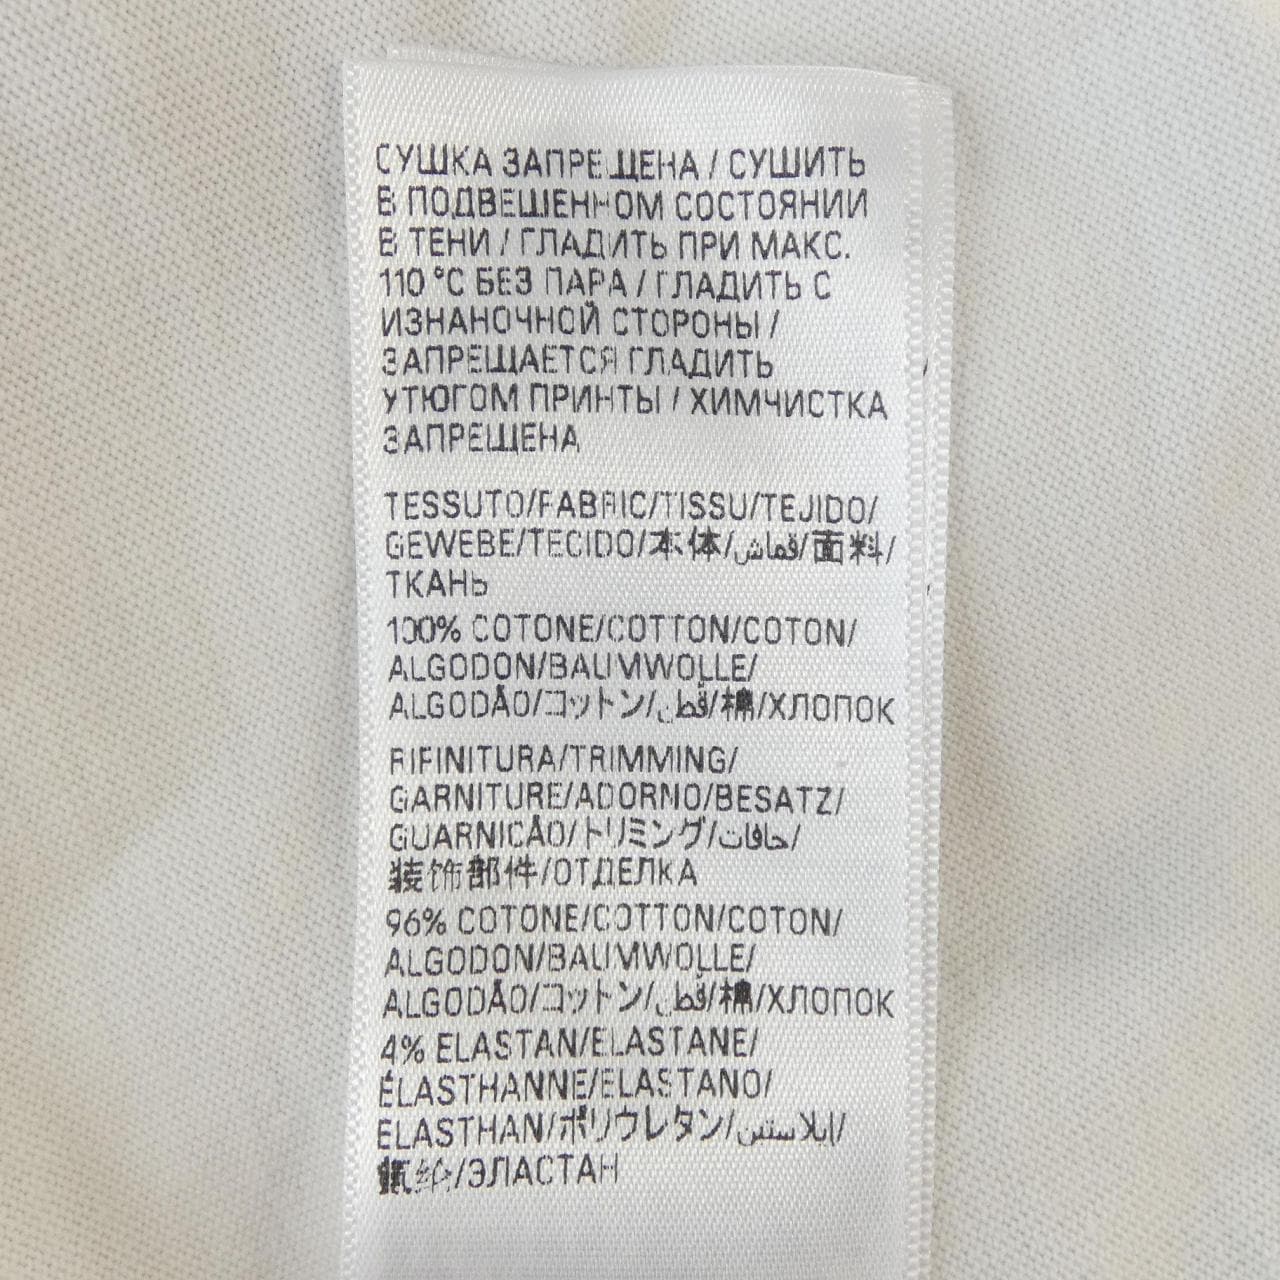 СУШКА ЗАПРЕЩЕНА / СУШИТЬ
В ПОДВЕШЕННОМ СОСТОЯНИИ
В ТЕНИ / ГЛАДИТЬ ПРИ МАКС.
110 °C БЕЗ ПАРА / ГЛАДИТЬ С
ИЗНАНОЧНОЙ СТОРОНЫ /
ЗАПРЕЩАЕТСЯ ГЛАДИТЬ
УТЮГОМ ПРИНТЫ / ХИМЧИСТКА
ЗАПРЕЩЕНА
TESSUTO/FABRIC/TISSU/TEJIDO/
GEWEBE/TECIDO/本体/قماش/面料/
ТКАНЬ
100% COTONE/COTTON/COTON/
ALGODON/BAUMWOLLE/
ALGODÃO/コットン/قطن/棉/ХЛОПОК
RIFINITURA/TRIMMING/
GARNITURE/ADORNO/BESATZ/
GUARNICÃO/トリミング/حافات/
装饰部件/ОТДЕЛКА
96% COTONE/COTTON/COTON/
ALGODON/BAUMWOLLE/
ALGODÃO/コットン/قطن/棉/ХЛОПОК
4% ELASTAN/ELASTANE/
ÉLASTHANNE/ELASTANO/
ELASTHAN/ポリウレタン/إيلاستين/
氨纶/ЭЛАСТАН